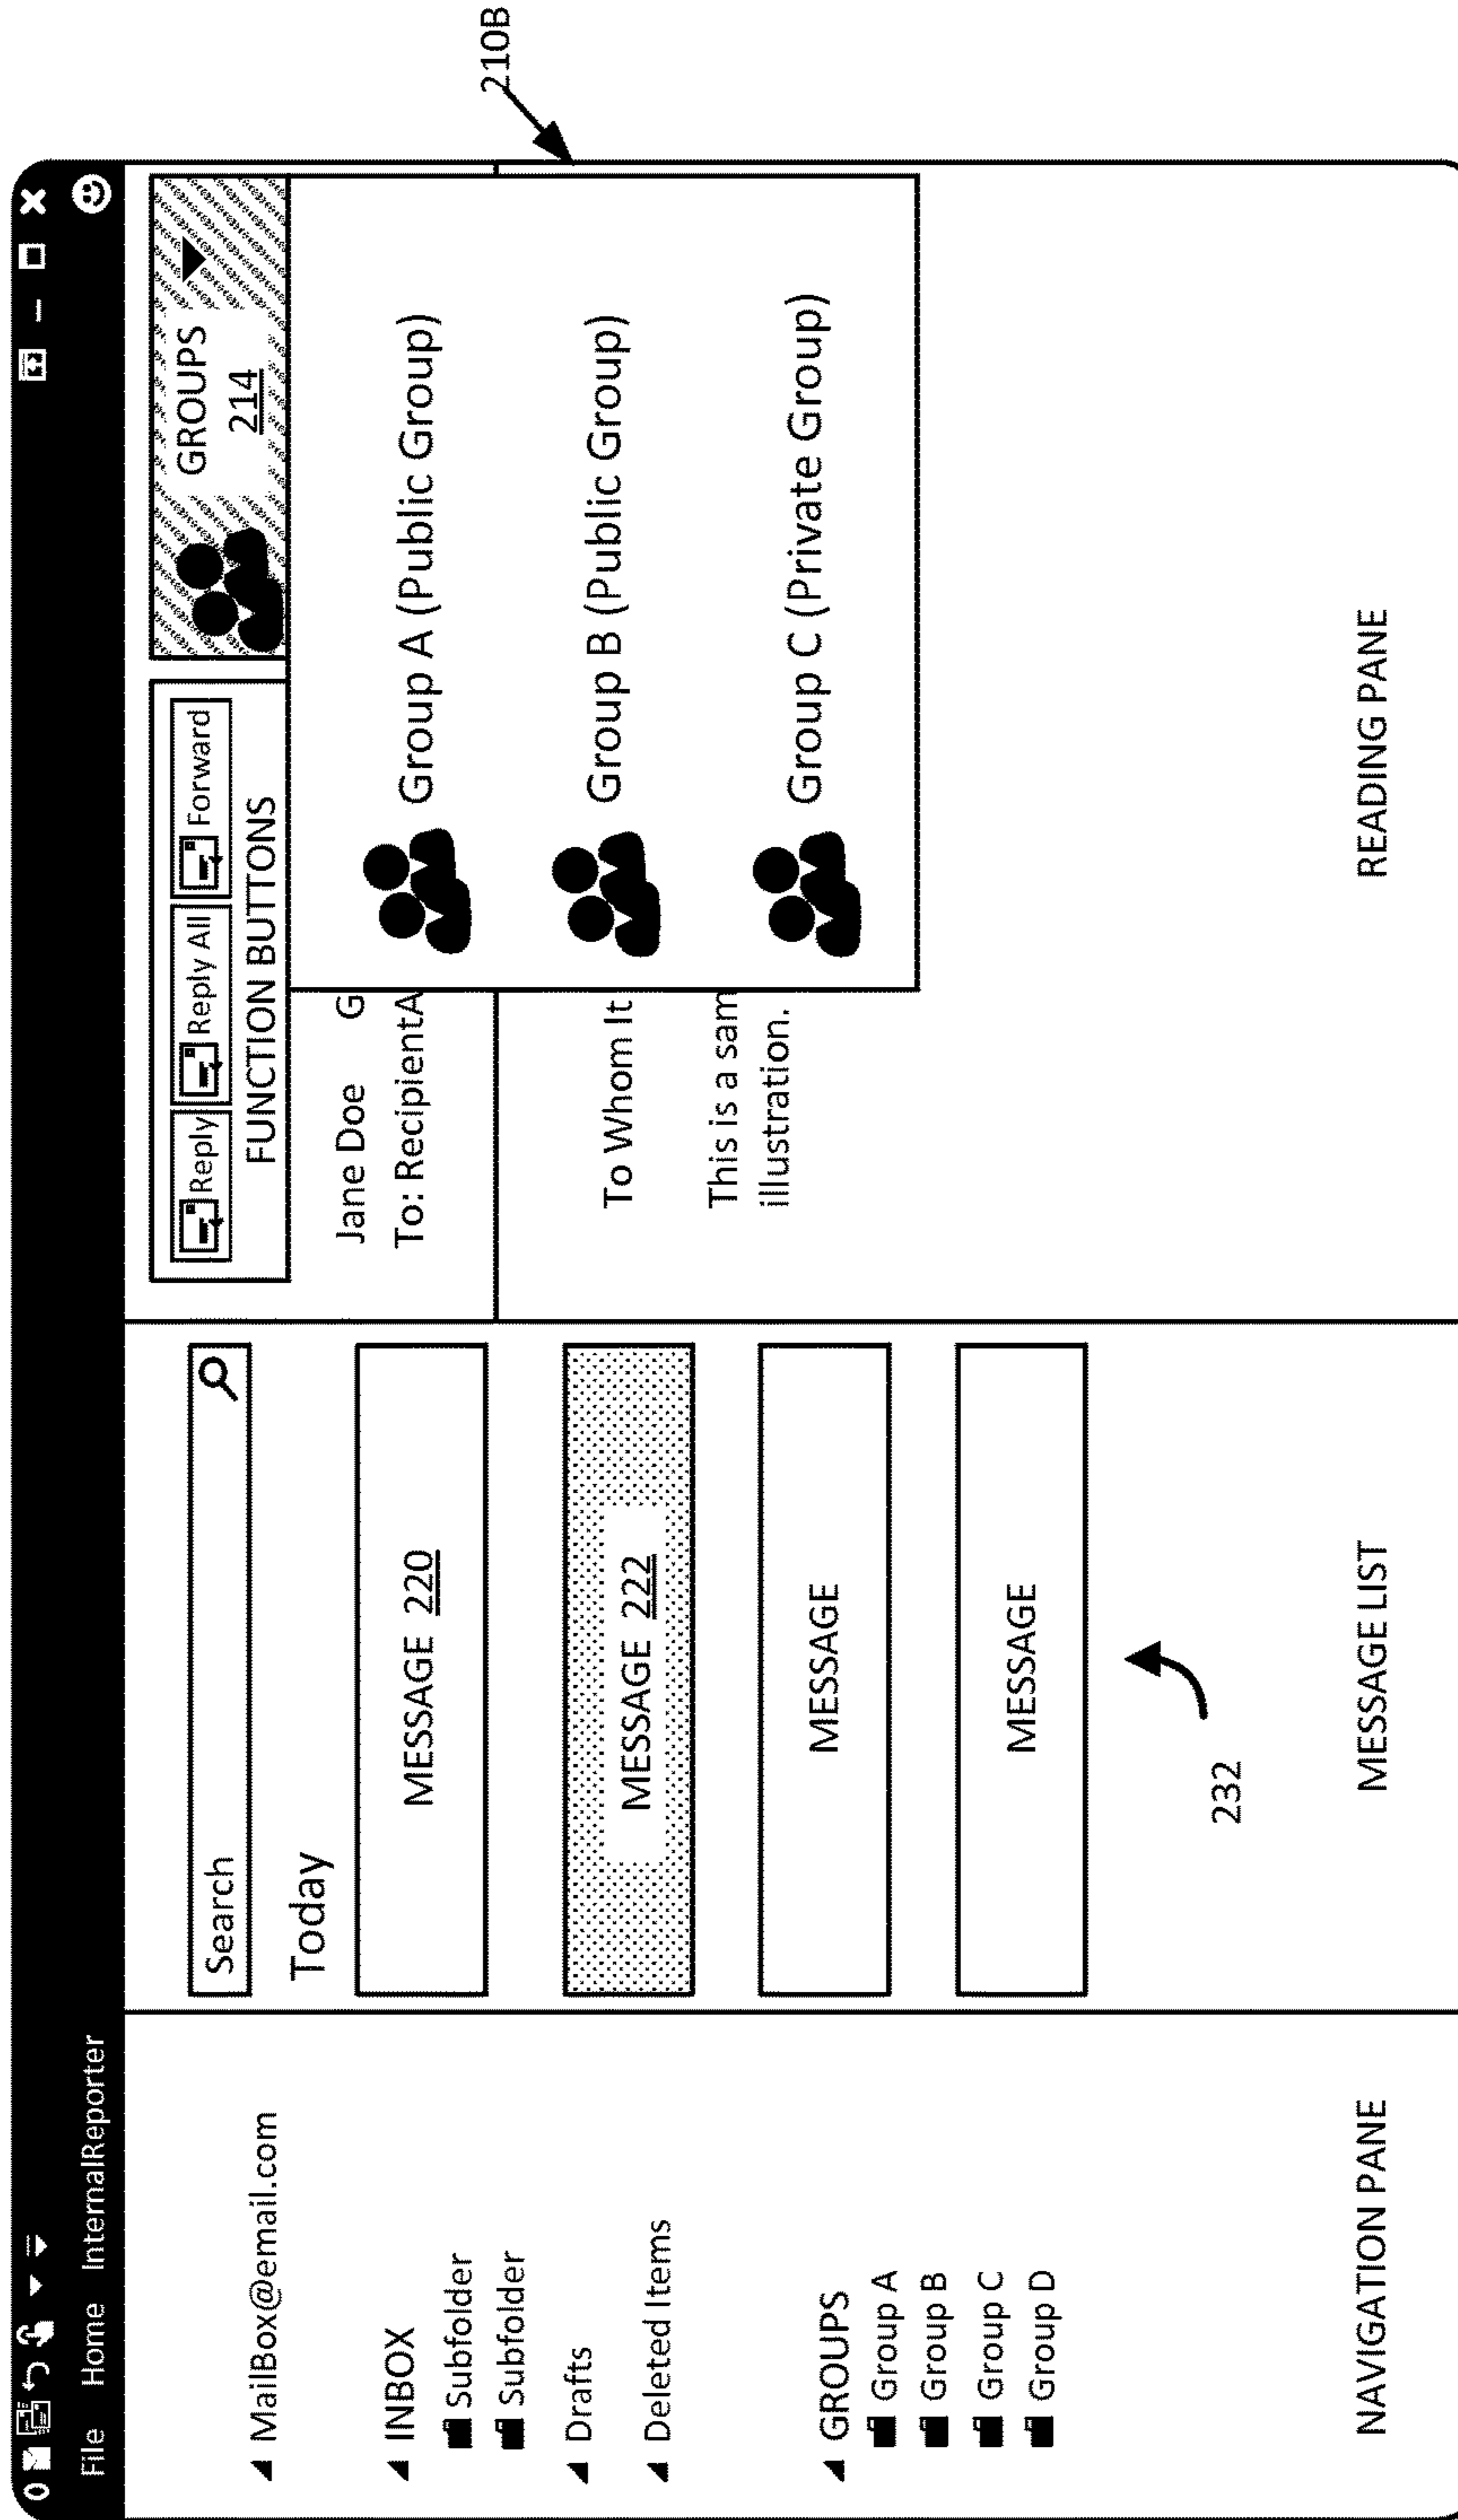 File Home InternalReporter
MailBox@email.com
INBOX
Subfolder
Subfolder
Drafts
Deleted Items
GROUPS
Group A
Group B
Group C
Group D
NAVIGATION PANE
Search
Today
MESSAGE 220
MESSAGE 222
MESSAGE
MESSAGE
232
MESSAGE LIST
Reply Reply All Forward
FUNCTION BUTTONS
GROUPS
214
Jane Doe G
To: RecipientA
To Whom It
This is a sam
illustration.
Group A (Public Group)
Group B (Public Group)
Group C (Private Group)
210B
READING PANE